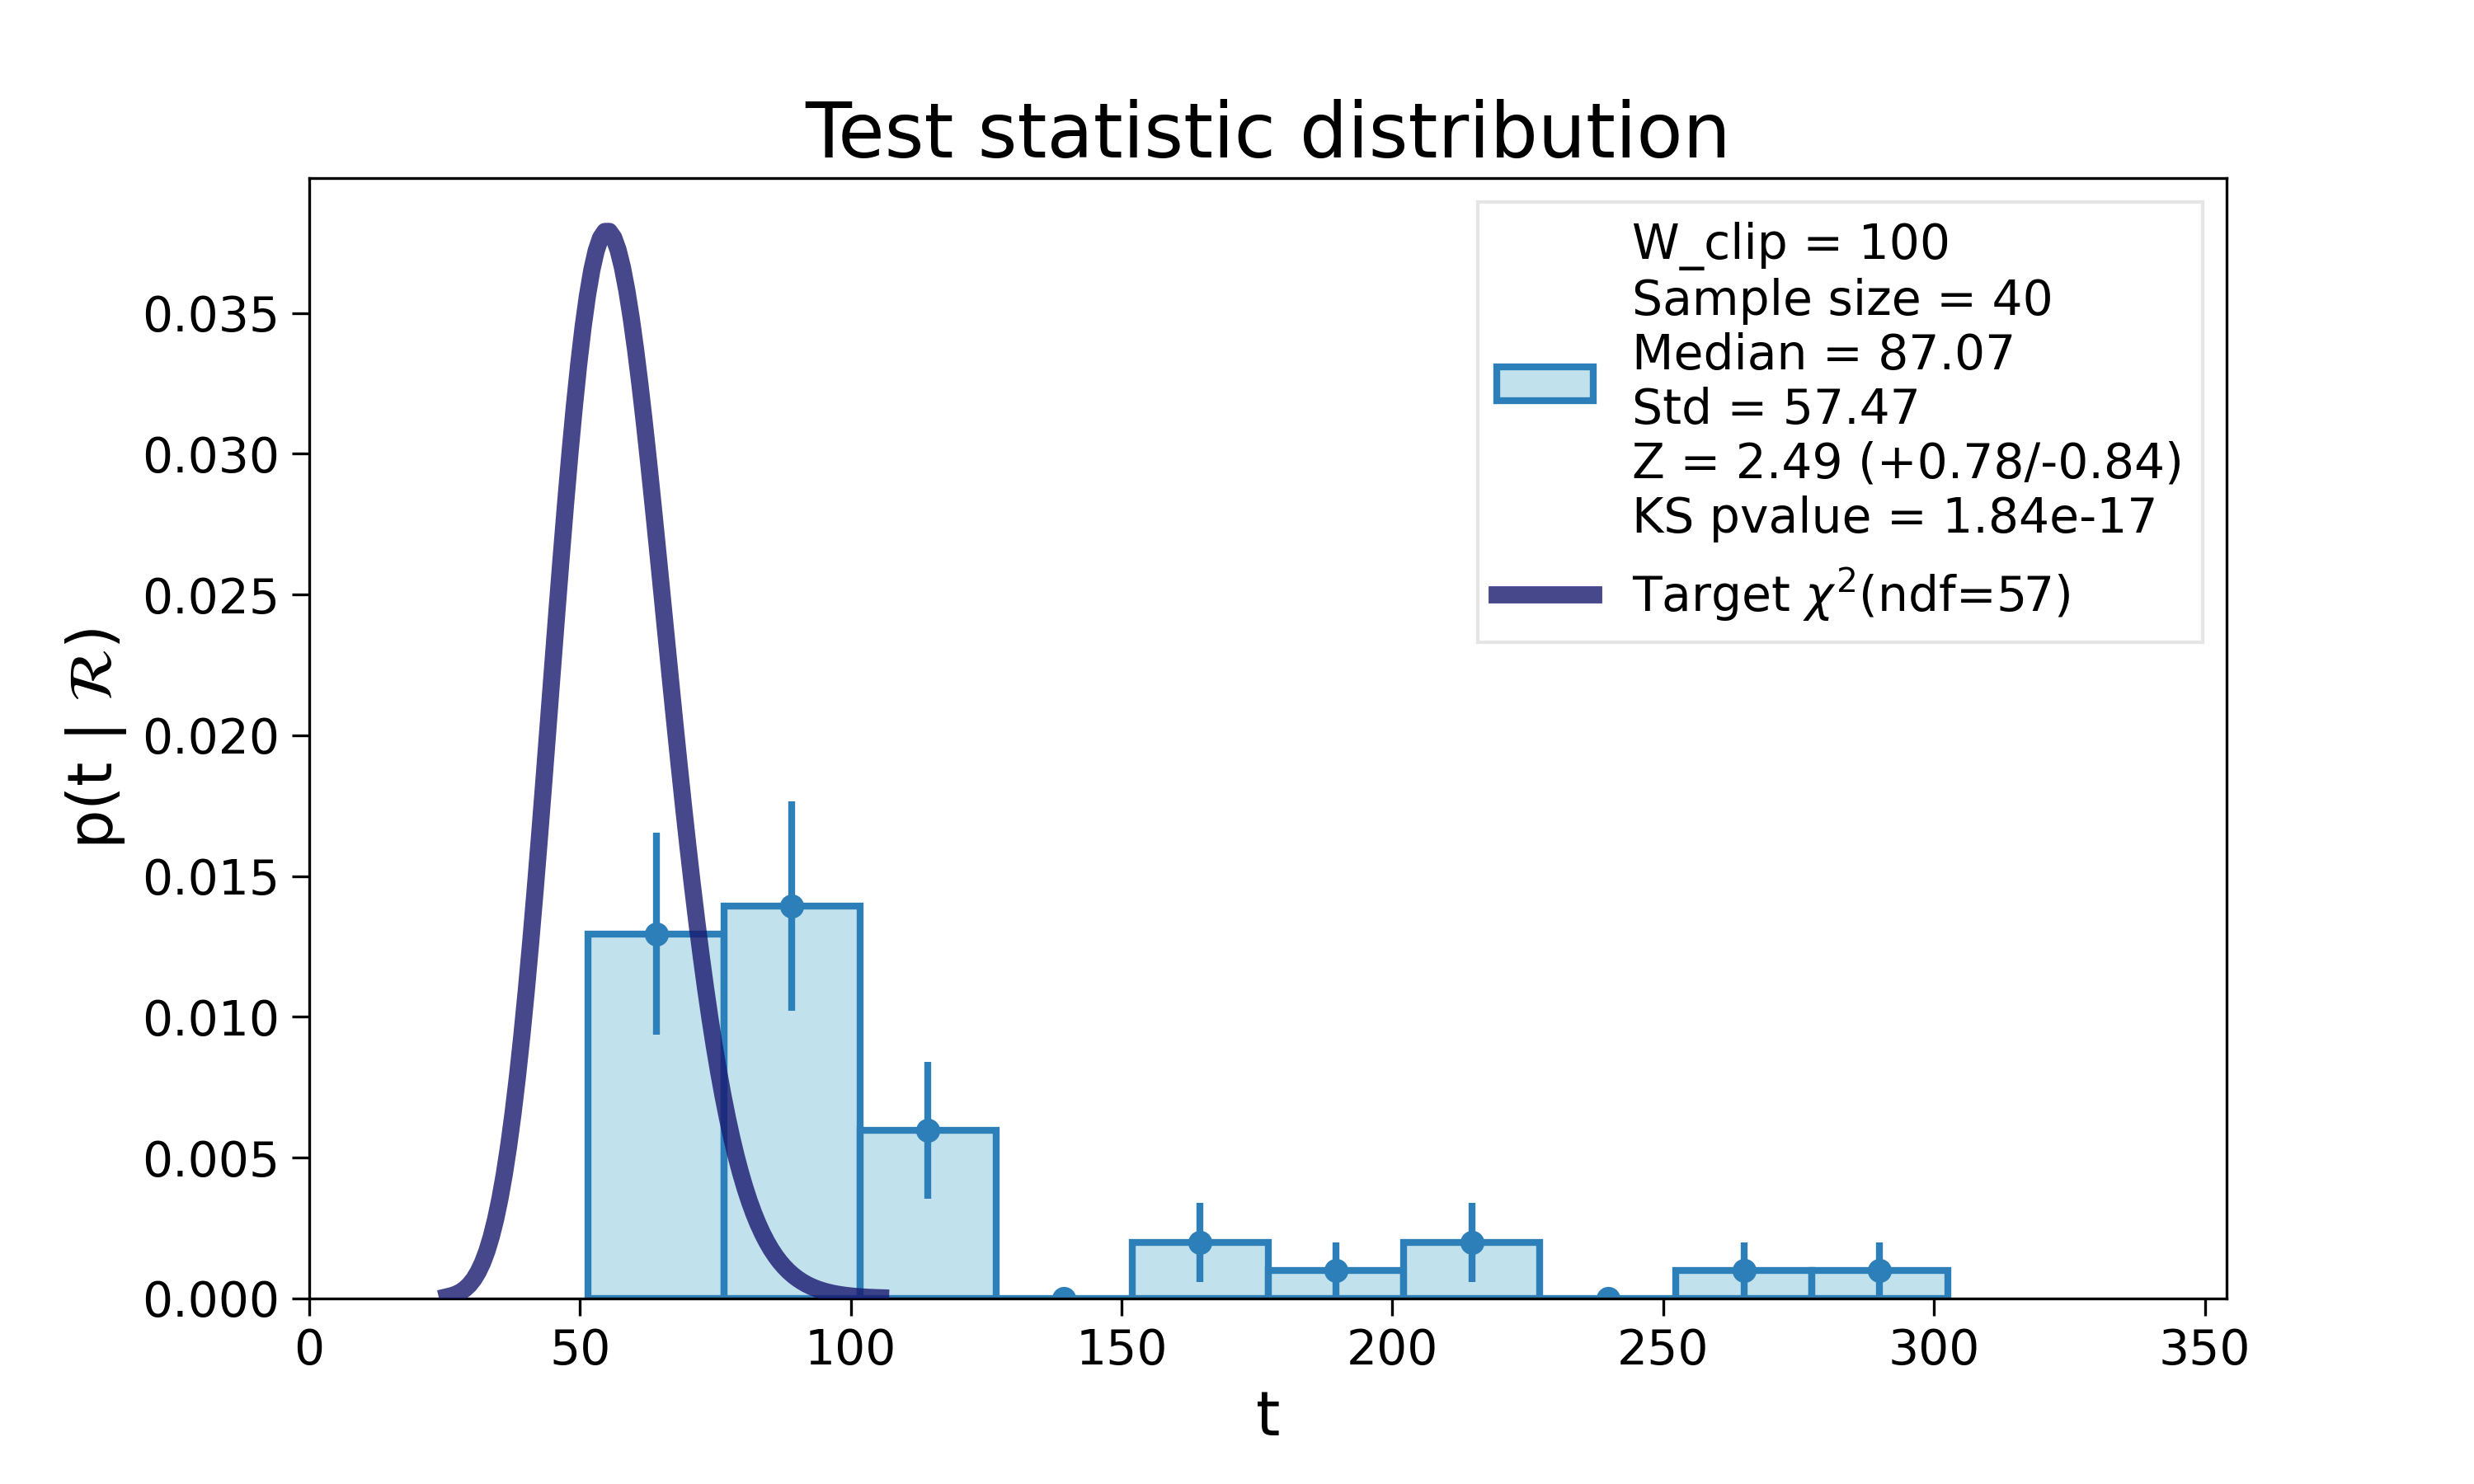 Test statistic distribution
W_clip = 100
Sample size = 40
Median = 87.07
Std = 57.47
Z = 2.49 (+0.78/-0.84)
KS pvalue = 1.84e-17
Target χ²(ndf=57)
p(t | ℛ)
0.035
0.030
0.025
0.020
0.015
0.010
0.005
0.000
0 50 100 150 200 250 300 350
t